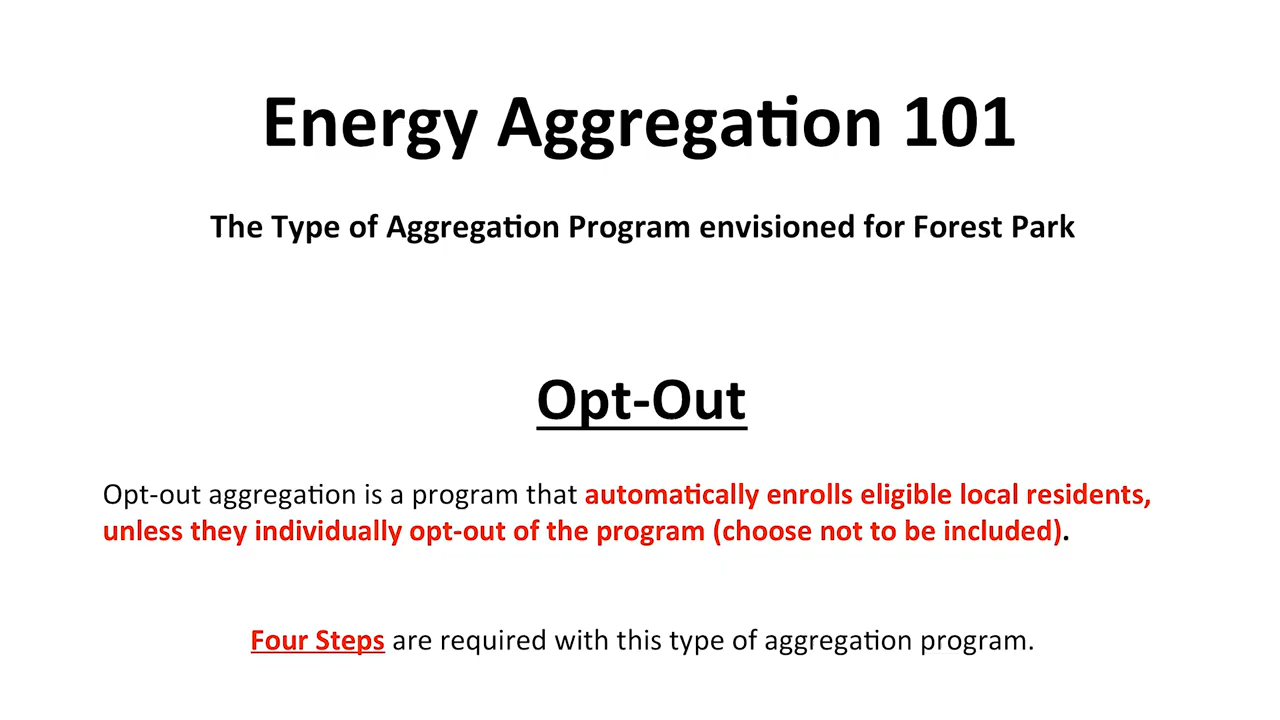 Energy Aggregation 101
The Type of Aggregation Program envisioned for Forest Park
Opt-Out
Opt-out aggregation is a program that automatically enrolls eligible local residents,
unless they individually opt-out of the program (choose not to be included).
Four Steps are required with this type of aggregation program.